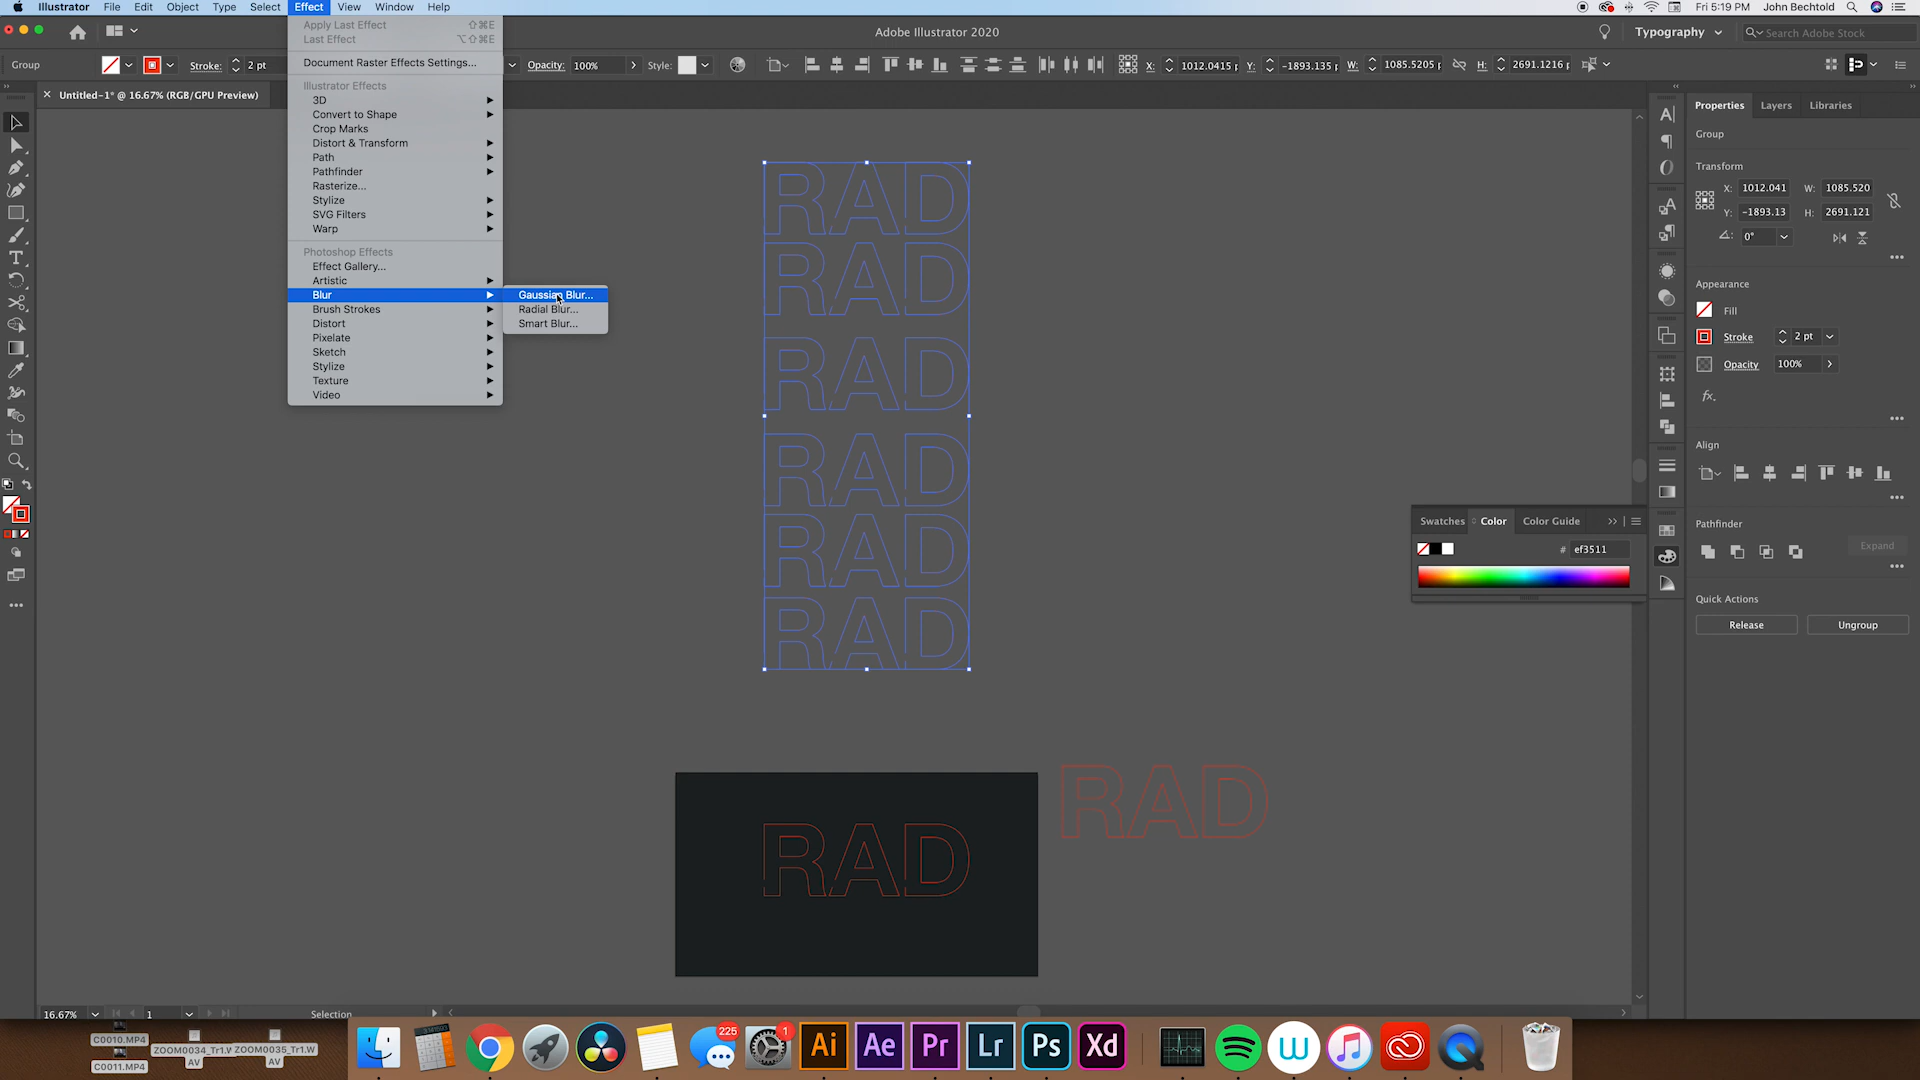 Illustrator File Edit Object Type Select Effect View Window Help
Fri 5:19 PM John Bechtold
Adobe Illustrator 2020
Typography
Search Adobe Stock
Group
Stroke: 2 pt
Opacity: 100%
Style:
X: 1012.0415 p
Y: -1893.135 p
W: 1085.5205 p
H: 2691.1216 p
Untitled-1* @ 16.67% (RGB/GPU Preview)
Apply Last Effect ⇧⌘E
Last Effect ⌥⇧⌘E
Document Raster Effects Settings...
Illustrator Effects
3D
Convert to Shape
Crop Marks
Distort & Transform
Path
Pathfinder
Rasterize...
Stylize
SVG Filters
Warp
Photoshop Effects
Effect Gallery...
Artistic
Blur
Brush Strokes
Distort
Pixelate
Sketch
Stylize
Texture
Video
Gaussian Blur...
Radial Blur...
Smart Blur...
RAD
RAD
RAD
RAD
RAD
RAD
RAD
RAD
Swatches Color Color Guide
# ef3511
Properties Layers Libraries
Group
Transform
X: 1012.041 W: 1085.520
Y: -1893.13 H: 2691.121
0°
Appearance
Fill
Stroke 2 pt
Opacity 100%
fx.
Align
Pathfinder
Expand
Quick Actions
Release Ungroup
16.67% 1 Selection
C0010.MP4
C0011.MP4
ZOOM0034_Tr1.W
AV
ZOOM0035_Tr1.W
AV
225
1
Ai Ae Pr Lr Ps Xd